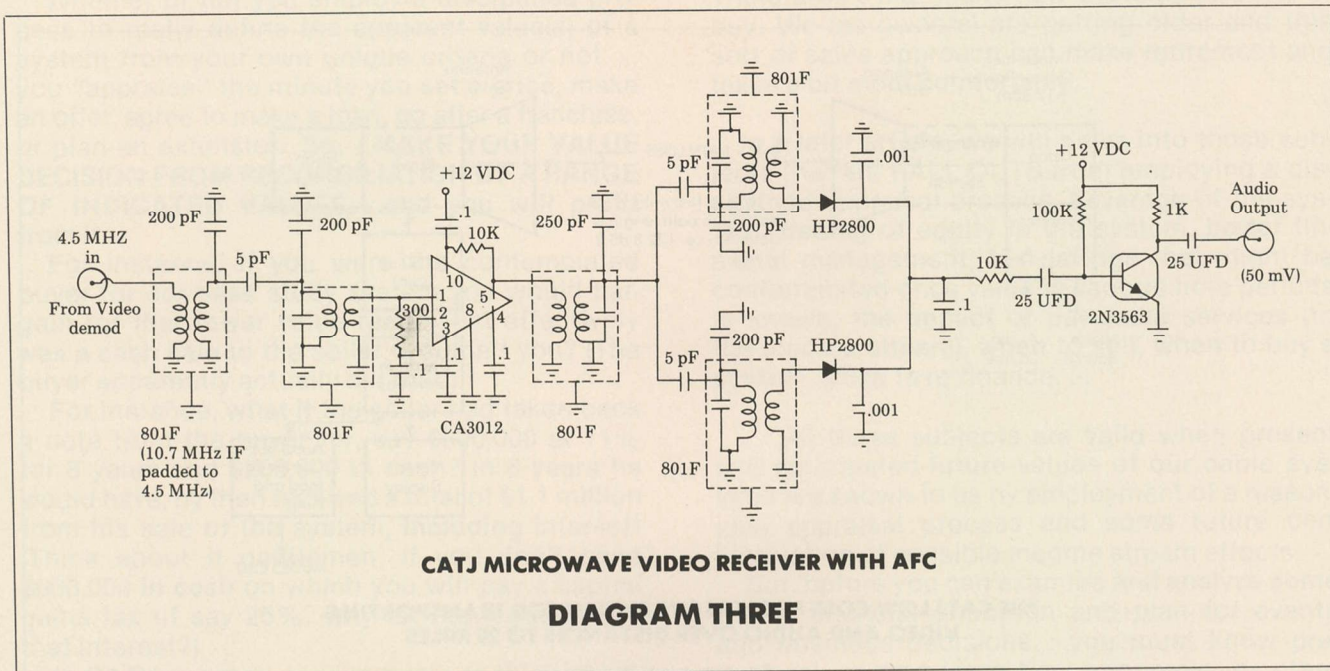 4.5 MHZ
in
From Video
demod
200 pF
801F
(10.7 MHz IF
padded to
4.5 MHz)
5 pF
200 pF
801F
+12 VDC
.1
10K
10
1
2
3
5
8
4
300
.1
.1
.1
CA3012
250 pF
801F
801F
5 pF
200 pF
HP2800
.001
200 pF
5 pF
HP2800
.001
801F
.1
10K
25 UFD
+12 VDC
100K
1K
2N3563
25 UFD
Audio
Output
(50 mV)
CATJ MICROWAVE VIDEO RECEIVER WITH AFC
DIAGRAM THREE